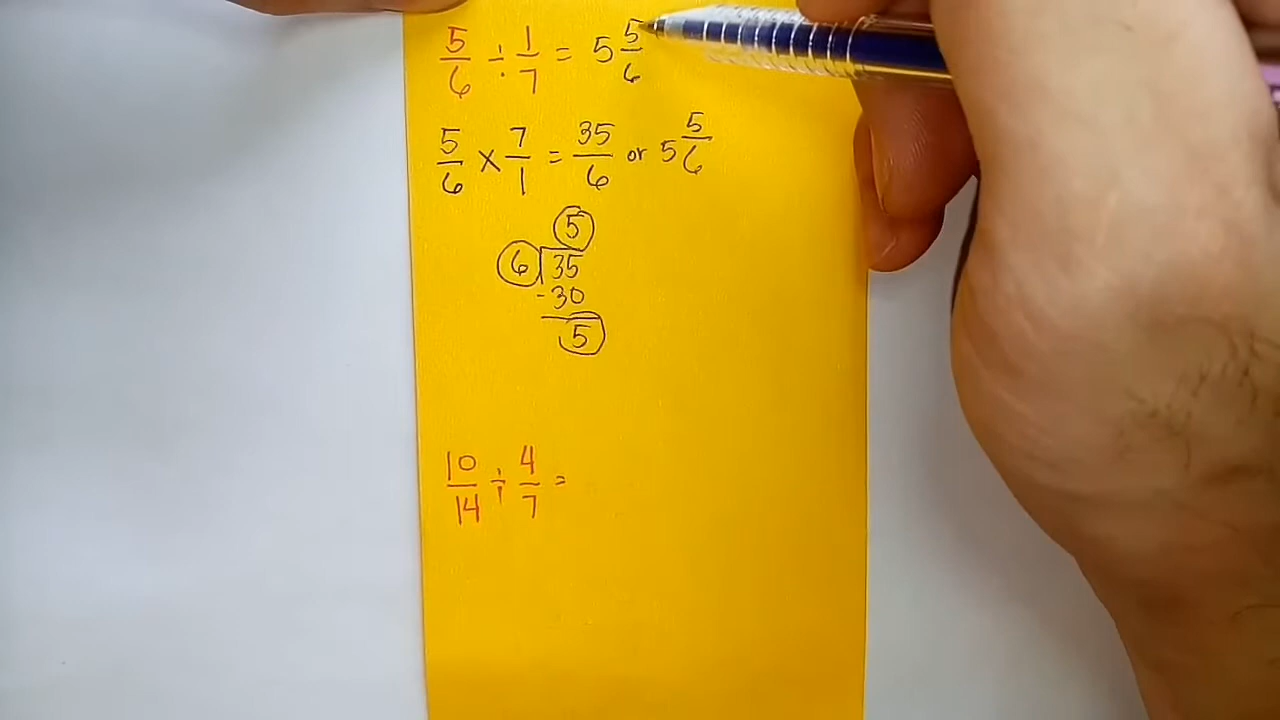 5/6 ÷ 1/7 = 5 5/6
5/6 × 7/1 = 35/6 or 5 5/6
5
6 35
-30
5
10/14 ÷ 4/7 =